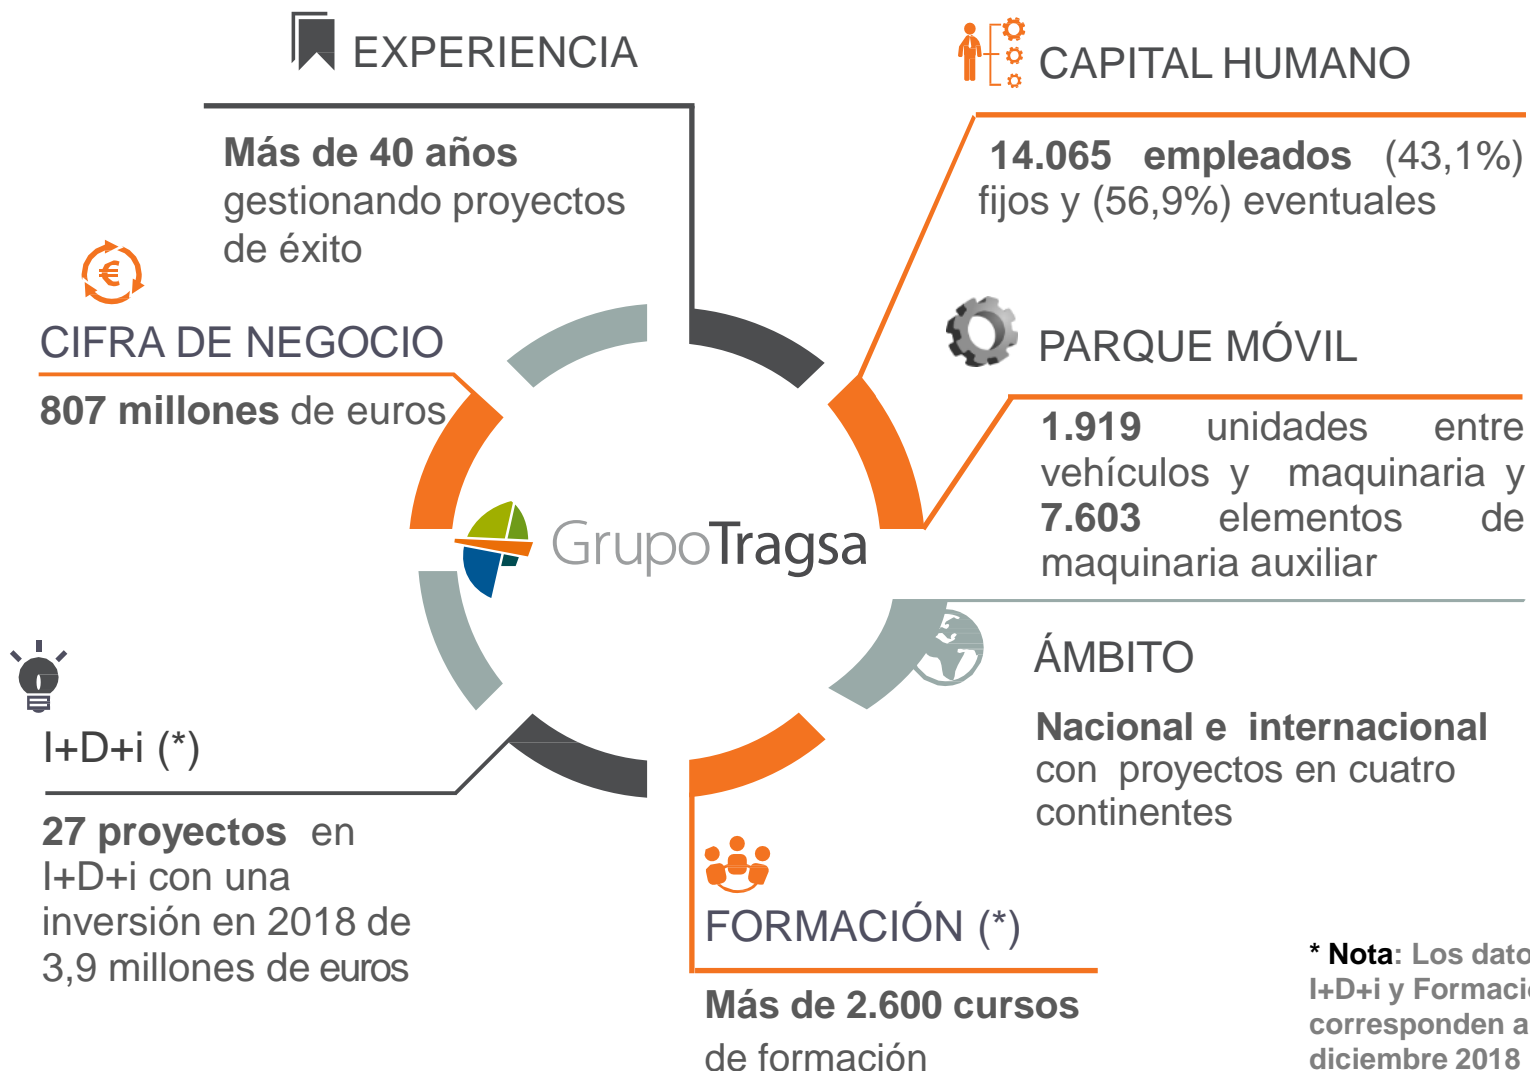 EXPERIENCIA
Más de 40 años
gestionando proyectos
de éxito
CAPITAL HUMANO
14.065 empleados (43,1%)
fijos y (56,9%) eventuales
CIFRA DE NEGOCIO
807 millones de euros
PARQUE MÓVIL
1.919 unidades entre
vehículos y maquinaria y
7.603 elementos de
maquinaria auxiliar
GrupoTragsa
ÁMBITO
Nacional e internacional
con proyectos en cuatro
continentes
I+D+i (*)
27 proyectos en
I+D+i con una
inversión en 2018 de
3,9 millones de euros
FORMACIÓN (*)
Más de 2.600 cursos
de formación
* Nota: Los
I+D+i y
corresponden a
diciembre 2018